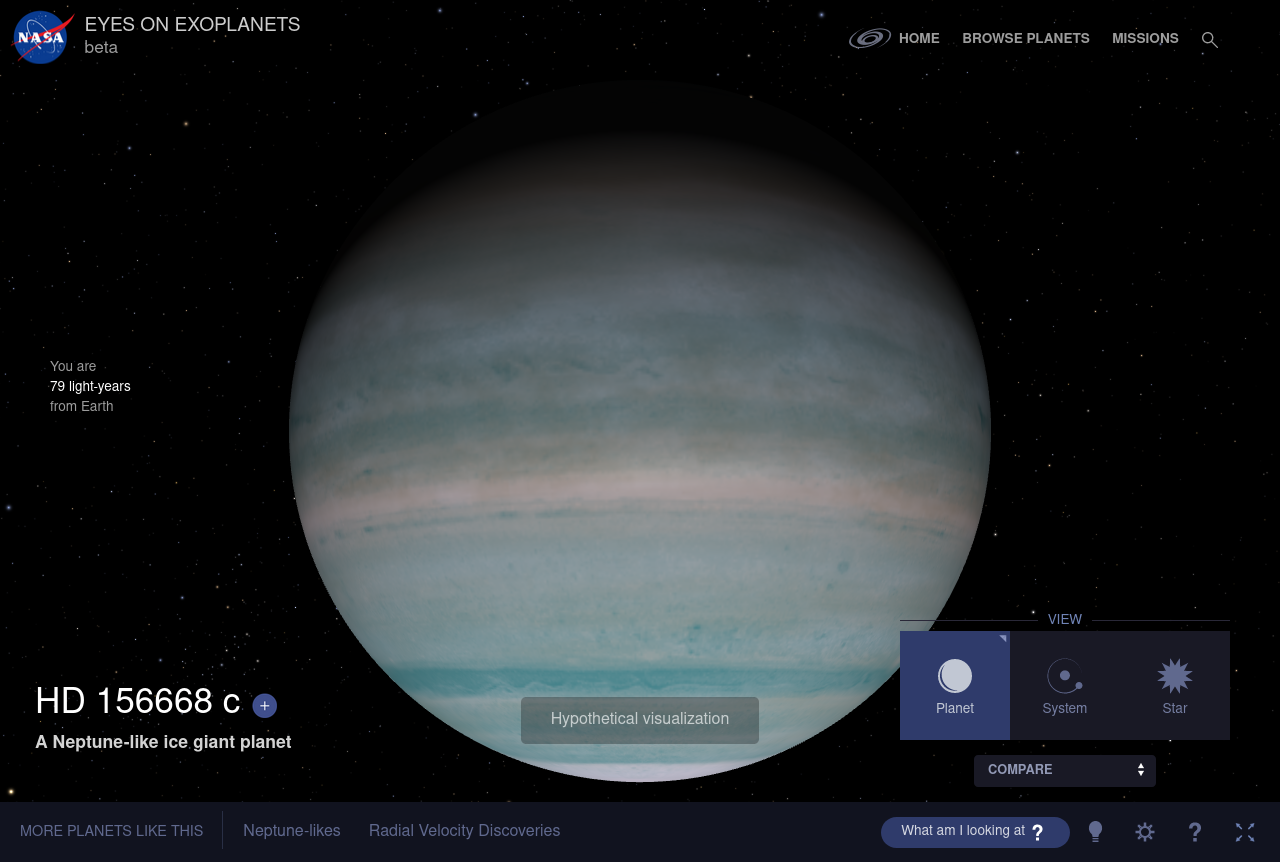 NASA
EYES ON EXOPLANETS
beta
HOME
BROWSE PLANETS
MISSIONS
You are
79 light-years
from Earth
HD 156668 c
+
A Neptune-like ice giant planet
Hypothetical visualization
VIEW
Planet
System
Star
COMPARE
MORE PLANETS LIKE THIS
Neptune-likes
Radial Velocity Discoveries
What am I looking at ?
?